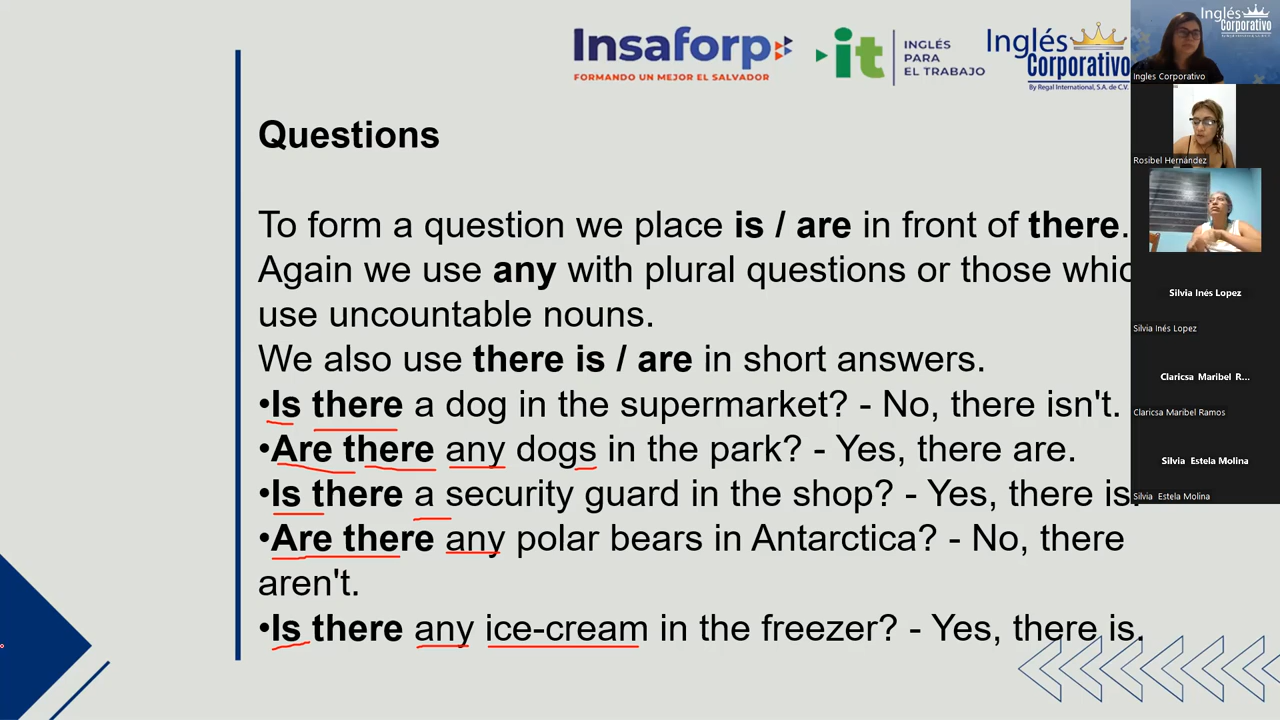 Insaforp
FORMANDO UN MEJOR EL SALVADOR
it
INGLÉS
PARA
EL TRABAJO
Inglés
Corporativo
By Regal International, S.A. de C.V.
Inglés
Corporativo
Ingles Corporativo
Rosibel Hernández
Silvia Inés Lopez
Silvia Inés Lopez
Claricsa Maribel R...
Claricsa Maribel Ramos
Silvia Estela Molina
Silvia Estela Molina
Questions
To form a question we place is / are in front of there.
Again we use any with plural questions or those whic
use uncountable nouns.
We also use there is / are in short answers.
•Is there a dog in the supermarket? - No, there isn't.
•Are there any dogs in the park? - Yes, there are.
•Is there a security guard in the shop? - Yes, there is.
•Are there any polar bears in Antarctica? - No, there
aren't.
•Is there any ice-cream in the freezer? - Yes, there is.